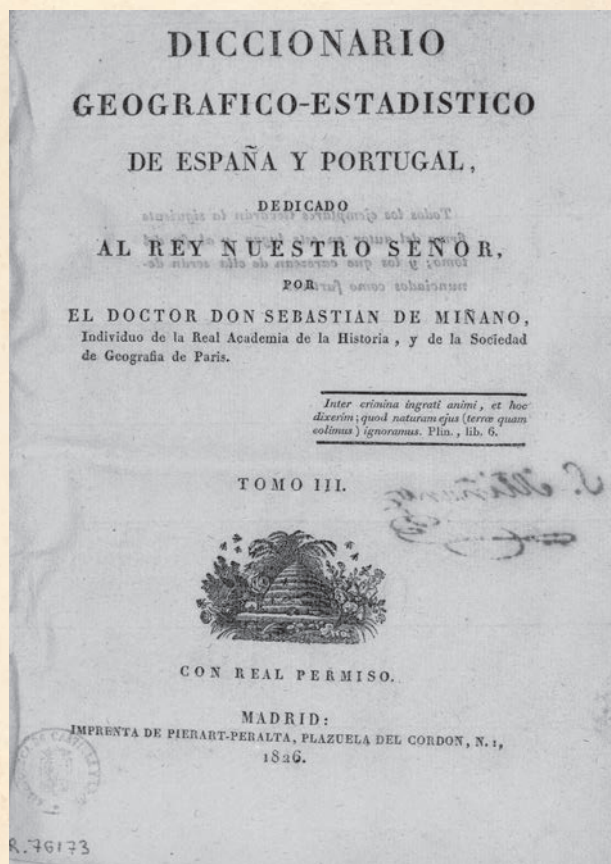 DICCIONARIO
GEOGRAFICO-ESTADISTICO
DE ESPAÑA Y PORTUGAL,
DEDICADO
AL REY NUESTRO SEÑOR,
POR
EL DOCTOR DON SEBASTIAN DE MIÑANO,
Individuo de la Real Academia de la Historia, y de la Sociedad
de Geografia de Paris.
Inter crimina ingrati animi, et hoc
dixerim; quod naturam ejus (terræ quam
colimus) ignoramus. Plin., lib. 6.
TOMO III.
S. Miñano
CON REAL PERMISO.
MADRID:
IMPRENTA DE PIERART-PERALTA, PLAZUELA DEL CORDON, N. 1,
1826.
R. 76173